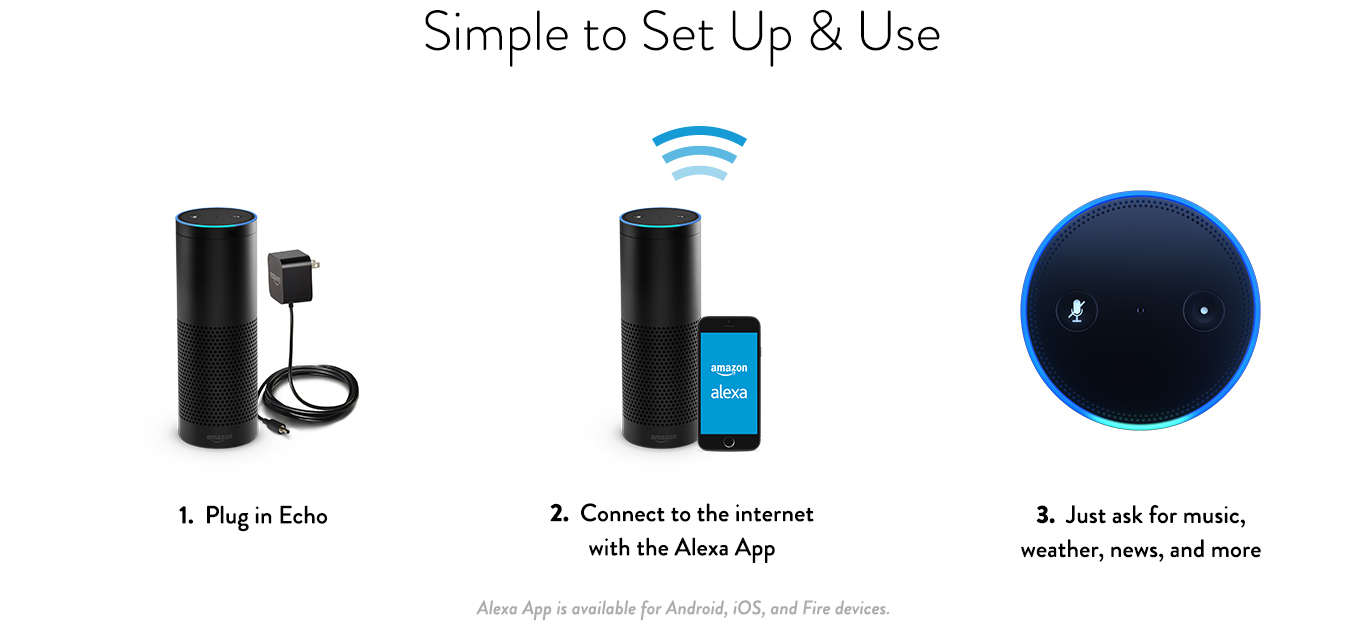 Simple to Set Up & Use
amazon
amazon
amazon
alexa
1. Plug in Echo
2. Connect to the internet
with the Alexa App
3. Just ask for music,
weather, news, and more
Alexa App is available for Android, iOS, and Fire devices.